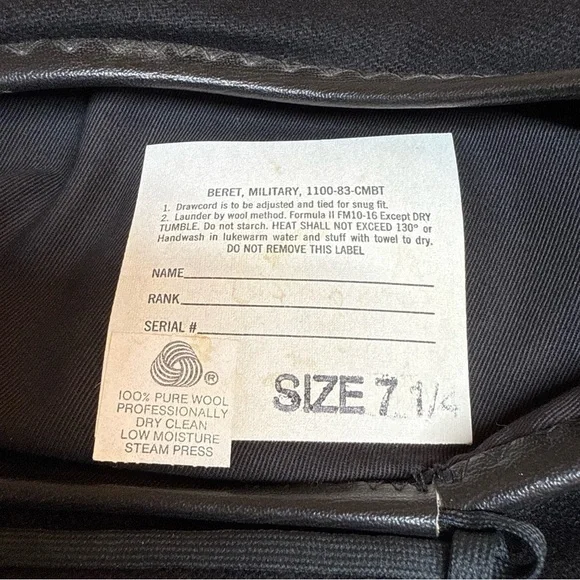 BERET, MILITARY, 1100-83-CMBT
1. Drawcord is to be adjusted and tied for snug fit.
2. Launder by wool method. Formula II FM10-16 Except DRY
TUMBLE. Do not starch. HEAT SHALL NOT EXCEED 130° or
Handwash in lukewarm water and stuff with towel to dry.
DO NOT REMOVE THIS LABEL
NAME
RANK
SERIAL #
SIZE 7 1/4
®
100% PURE WOOL
PROFESSIONALLY
DRY CLEAN
LOW MOISTURE
STEAM PRESS